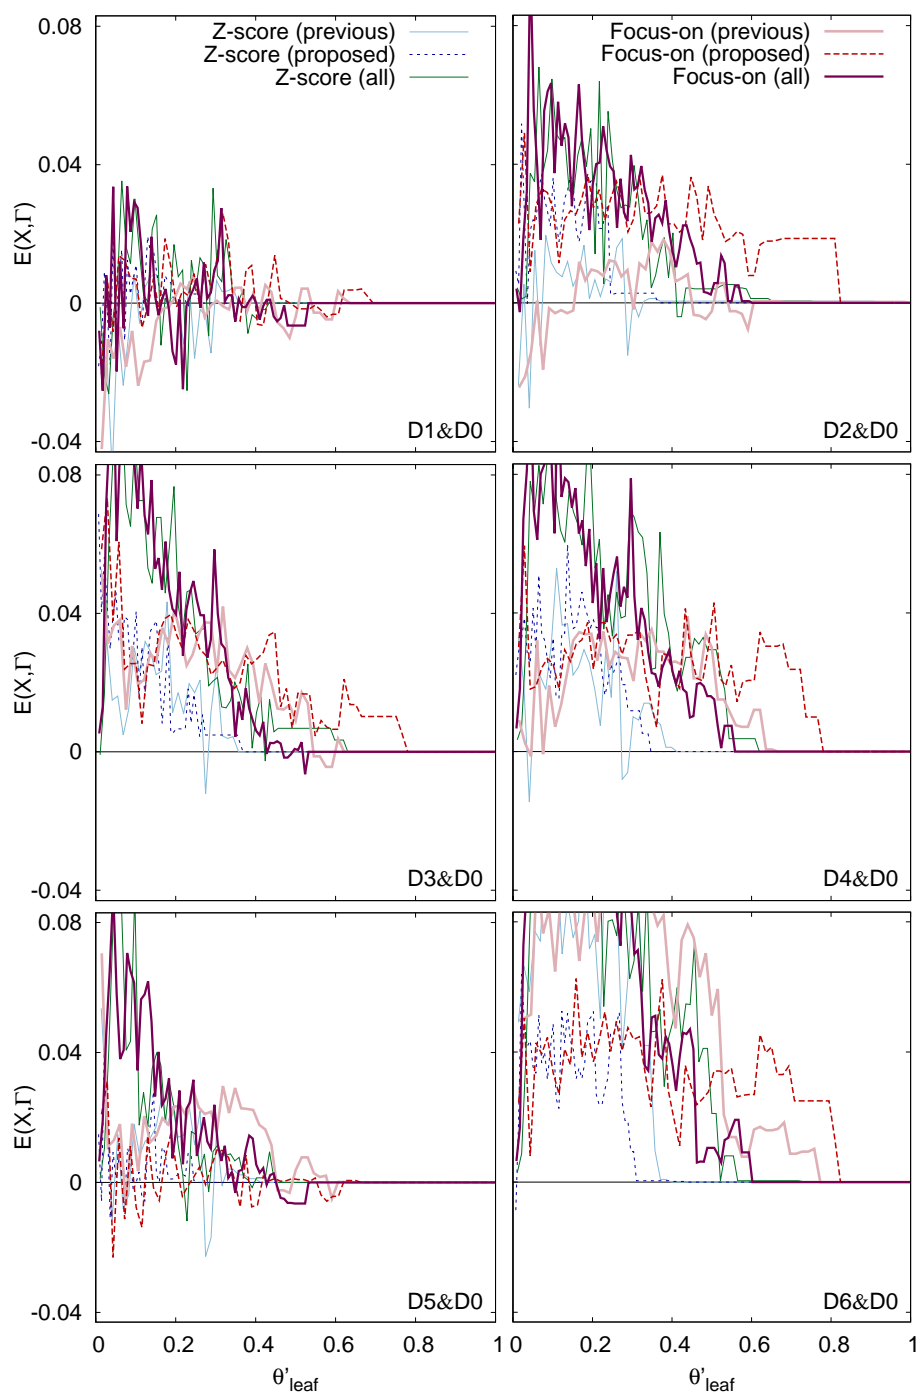 0.08
Z-score (previous)
Z-score (proposed)
Z-score (all)
Focus-on (previous)
Focus-on (proposed)
Focus-on (all)
0.04
E(X,Γ)
0
-0.04
D1&D0
D2&D0
0.08
0.04
E(X,Γ)
0
-0.04
D3&D0
D4&D0
0.08
0.04
E(X,Γ)
0
-0.04
D5&D0
D6&D0
0 0.2 0.4 0.6 0.8 1
0 0.2 0.4 0.6 0.8 1
θ'leaf
θ'leaf